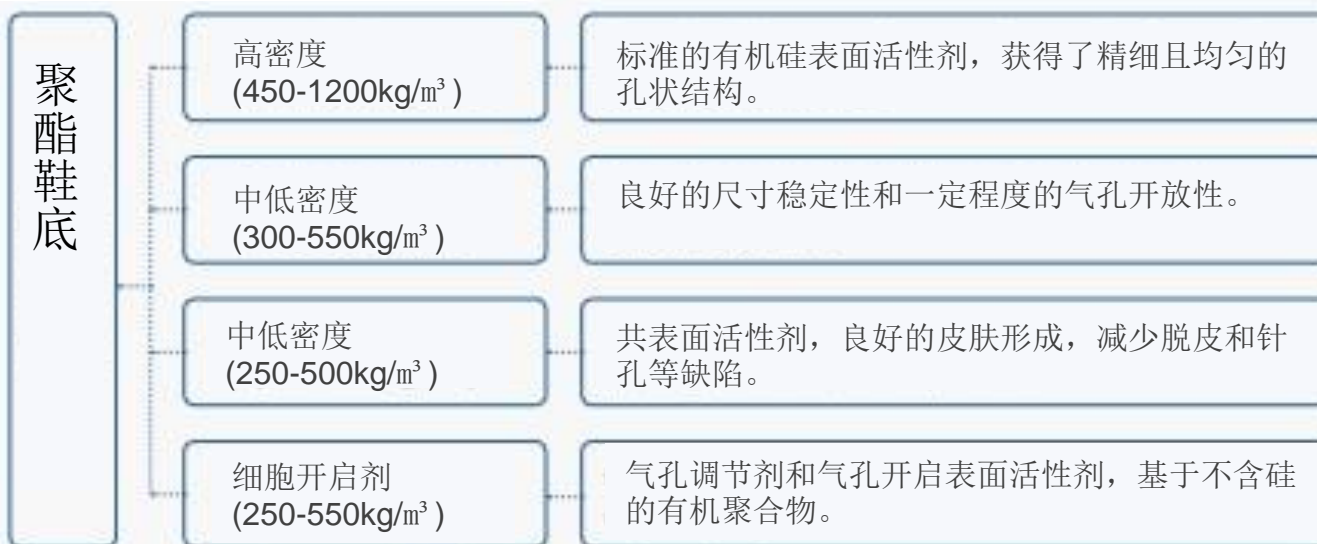 聚酯鞋底
高密度
(450-1200kg/m³)
标准的有机硅表面活性剂，获得了精细且均匀的
孔状结构。
中低密度
(300-550kg/m³)
良好的尺寸稳定性和一定程度的气孔开放性。
中低密度
(250-500kg/m³)
共表面活性剂，良好的皮肤形成，减少脱皮和针
孔等缺陷。
细胞开启剂
(250-550kg/m³)
气孔调节剂和气孔开启表面活性剂，基于不含硅
的有机聚合物。